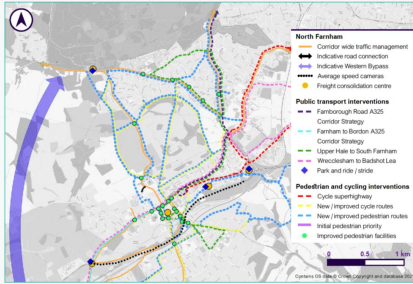 North Farnham
Corridor wide traffic management
Indicative road connection
Indicative Western Bypass
Average speed cameras
Freight consolidation centre
Public transport interventions
Farnborough Road A325
Corridor Strategy
Farnham to Bordon A325
Corridor Strategy
Upper Hale to South Farnham
Wrecclesham to Badshot Lea
Park and ride / stride
Pedestrian and cycling interventions
Cycle superhighway
New / improved cycle routes
New / improved pedestrian routes
Initial pedestrian priority
Improved pedestrian facilities
0 0.5 1 km
Contains OS data © Crown Copyright and database